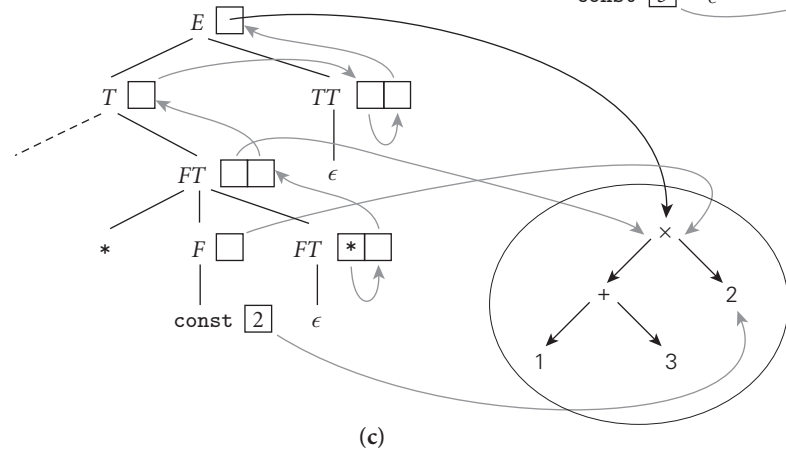 const 5 ϵ
E
T TT
FT ϵ
×
* F FT *
+ 2
const 2 ϵ
1 3
(c)